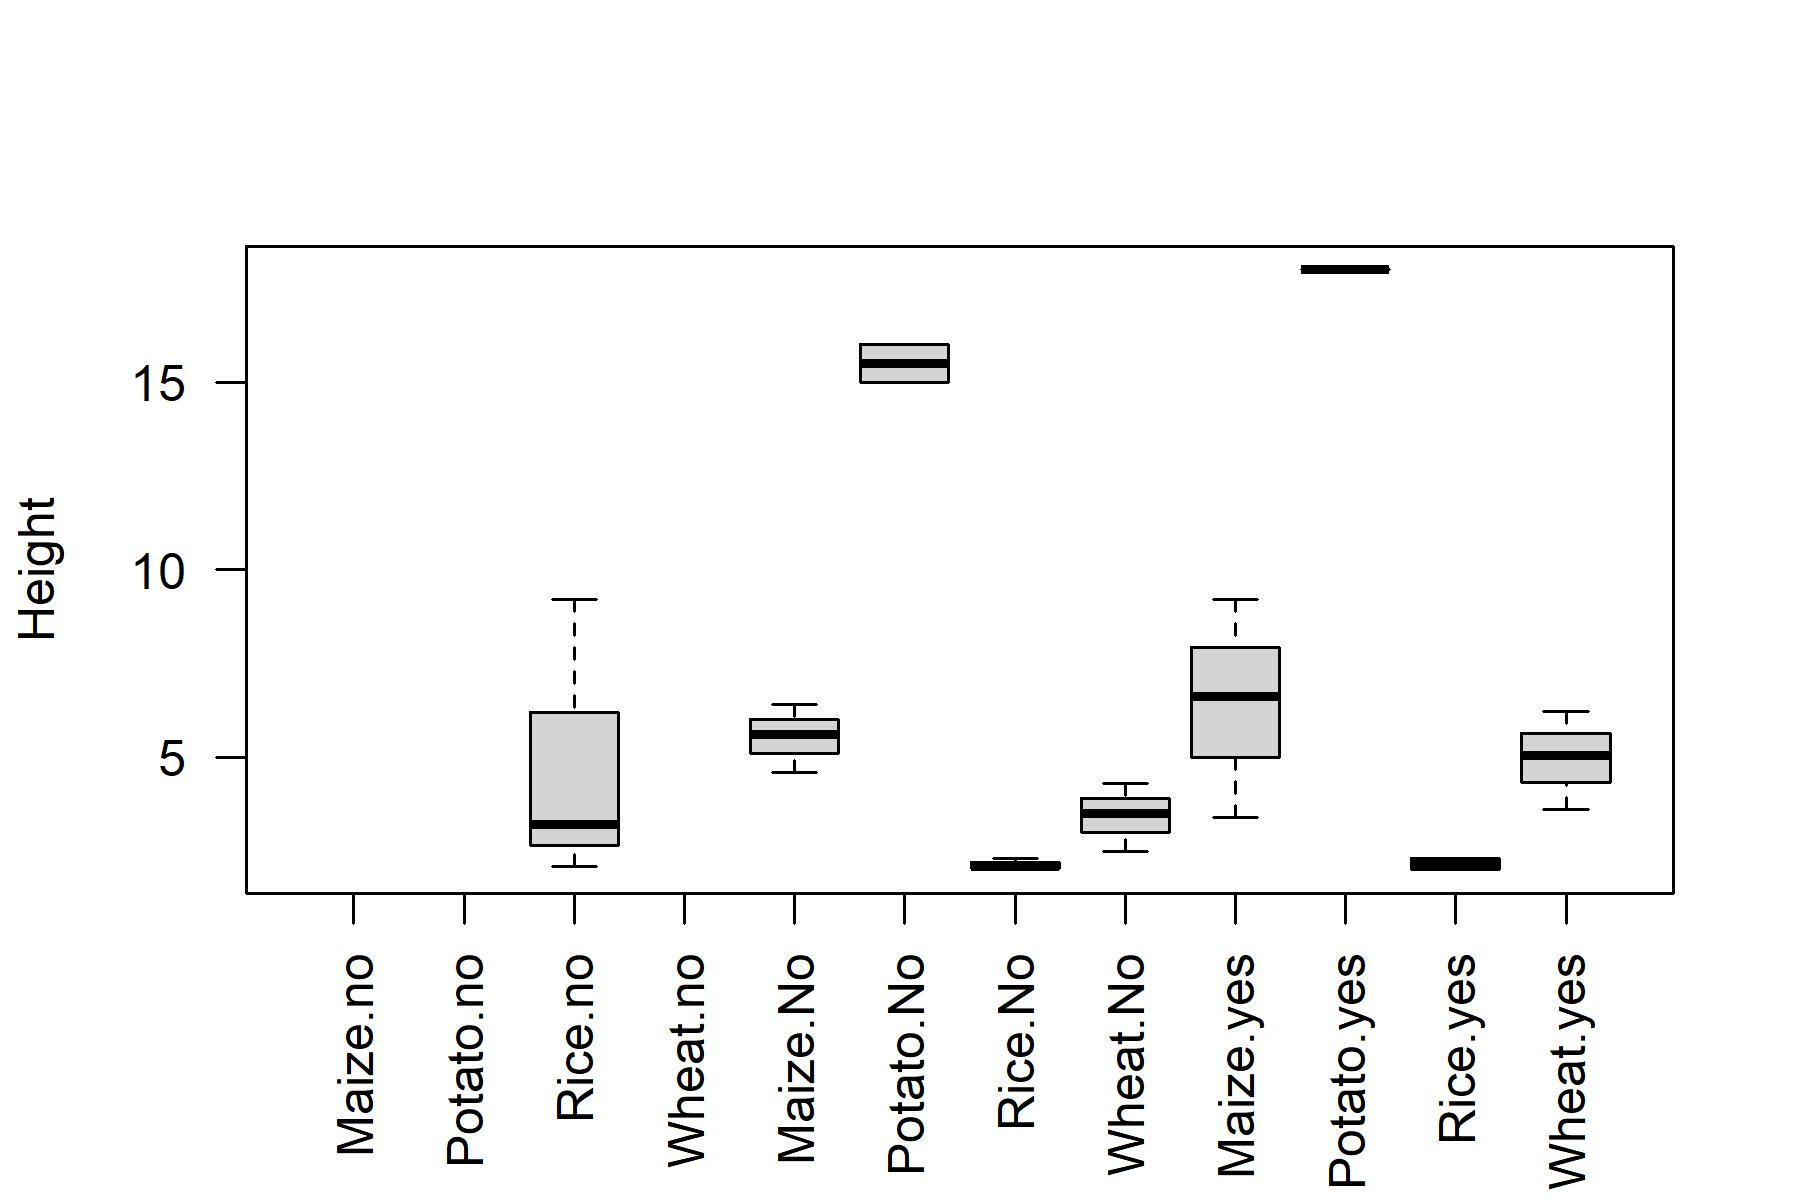 Height
15
10
5
Maize.no
Potato.no
Rice.no
Wheat.no
Maize.No
Potato.No
Rice.No
Wheat.No
Maize.yes
Potato.yes
Rice.yes
Wheat.yes